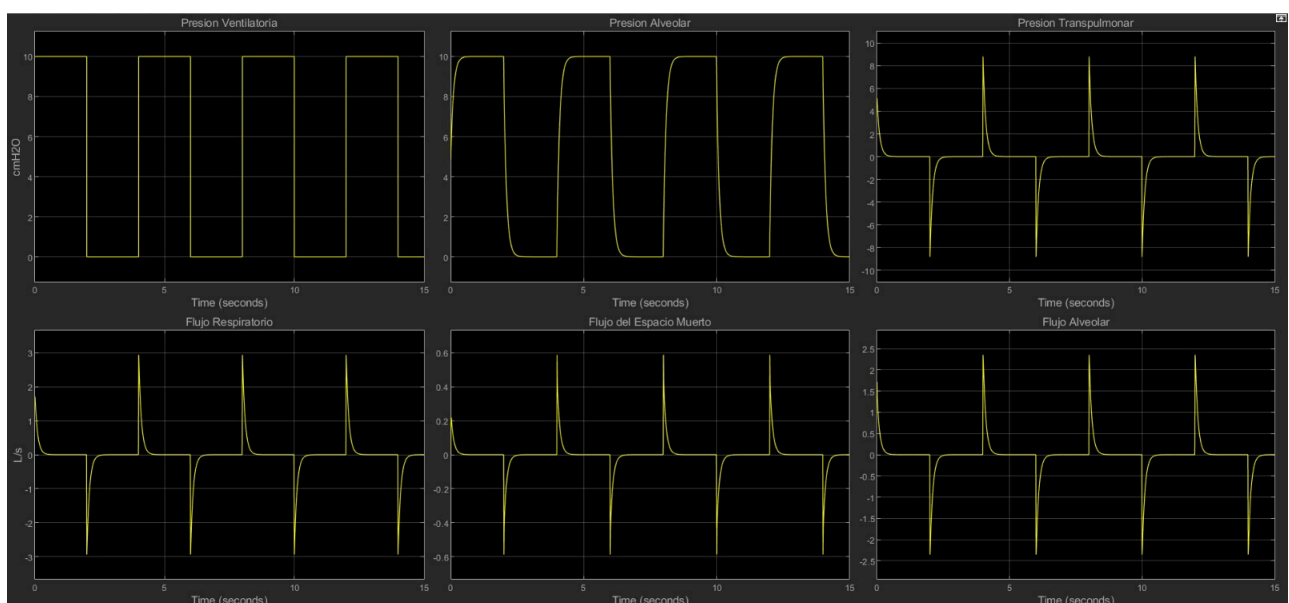 Presion Ventilatoria
Presion Alveolar
Presion Transpulmonar
cmH2O
10
8
6
4
2
0
0 5 10 15
Time (seconds)
10
8
6
4
2
0
0 5 10 15
Time (seconds)
10
8
6
4
2
0
-2
-4
-6
-8
-10
0 5 10 15
Time (seconds)
Flujo Respiratorio
Flujo del Espacio Muerto
Flujo Alveolar
L/s
3
2
1
0
-1
-2
-3
0 5 10 15
Time (seconds)
0.6
0.4
0.2
0
-0.2
-0.4
-0.6
0 5 10 15
Time (seconds)
2.5
2
1.5
1
0.5
0
-0.5
-1
-1.5
-2
-2.5
0 5 10 15
Time (seconds)